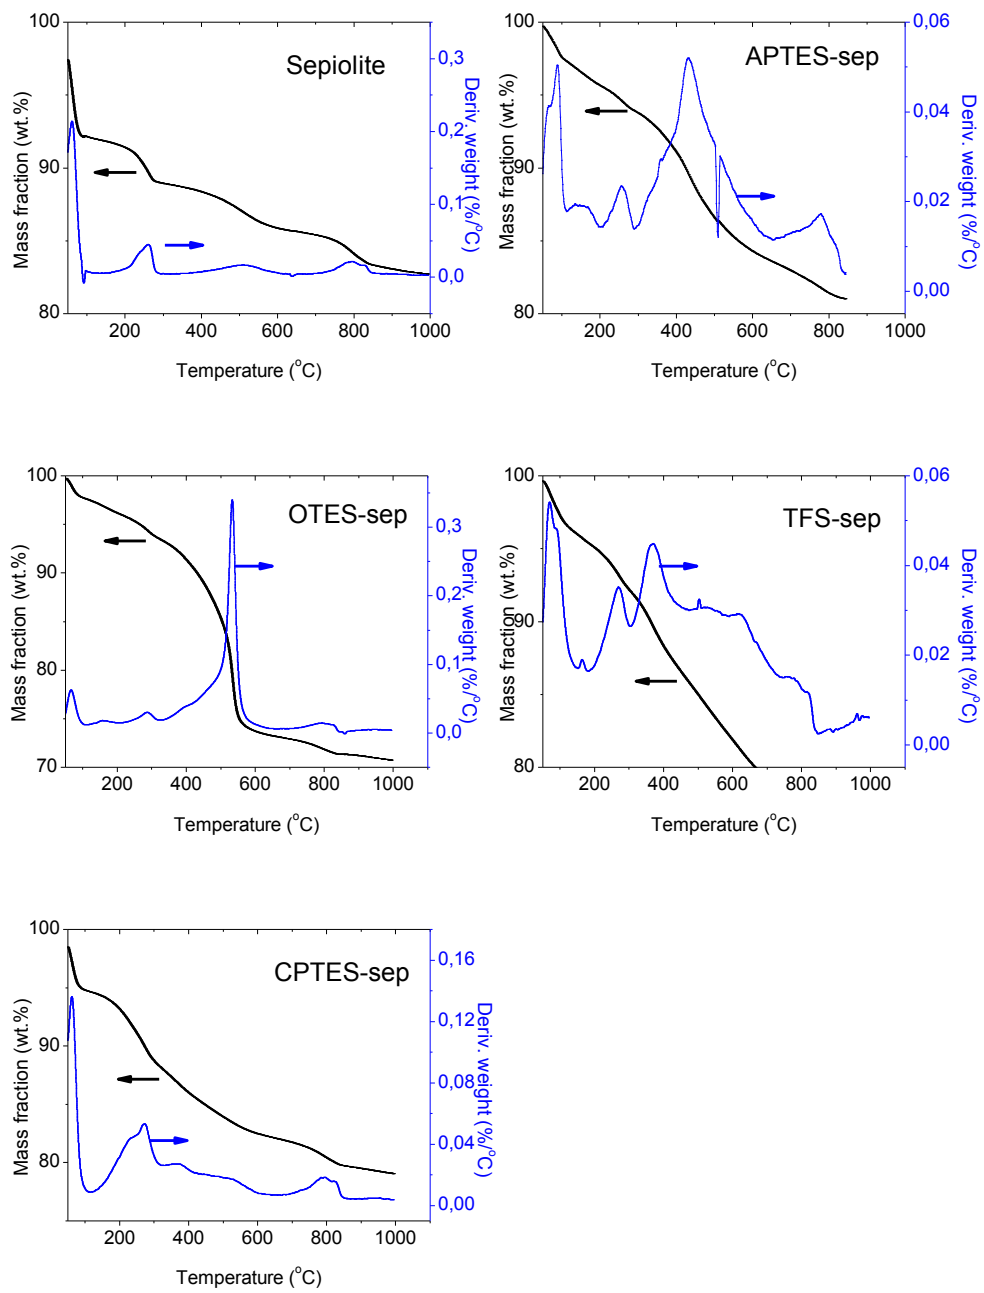 Sepiolite
100
90
80
Mass fraction (wt.%)
0,3
0,2
0,1
0,0
Deriv. weight (%/°C)
200 400 600 800 1000
Temperature (°C)
APTES-sep
100
90
80
Mass fraction (wt.%)
0,06
0,04
0,02
0,00
Deriv. weight (%/°C)
200 400 600 800 1000
Temperature (°C)
OTES-sep
100
90
80
70
Mass fraction (wt.%)
0,3
0,2
0,1
0,0
Deriv. weight (%/°C)
200 400 600 800 1000
Temperature (°C)
TFS-sep
100
90
80
Mass fraction (wt.%)
0,06
0,04
0,02
0,00
Deriv. weight (%/°C)
200 400 600 800 1000
Temperature (°C)
CPTES-sep
100
90
80
Mass fraction (wt.%)
0,16
0,12
0,08
0,04
0,00
Deriv. weight (%/°C)
200 400 600 800 1000
Temperature (°C)